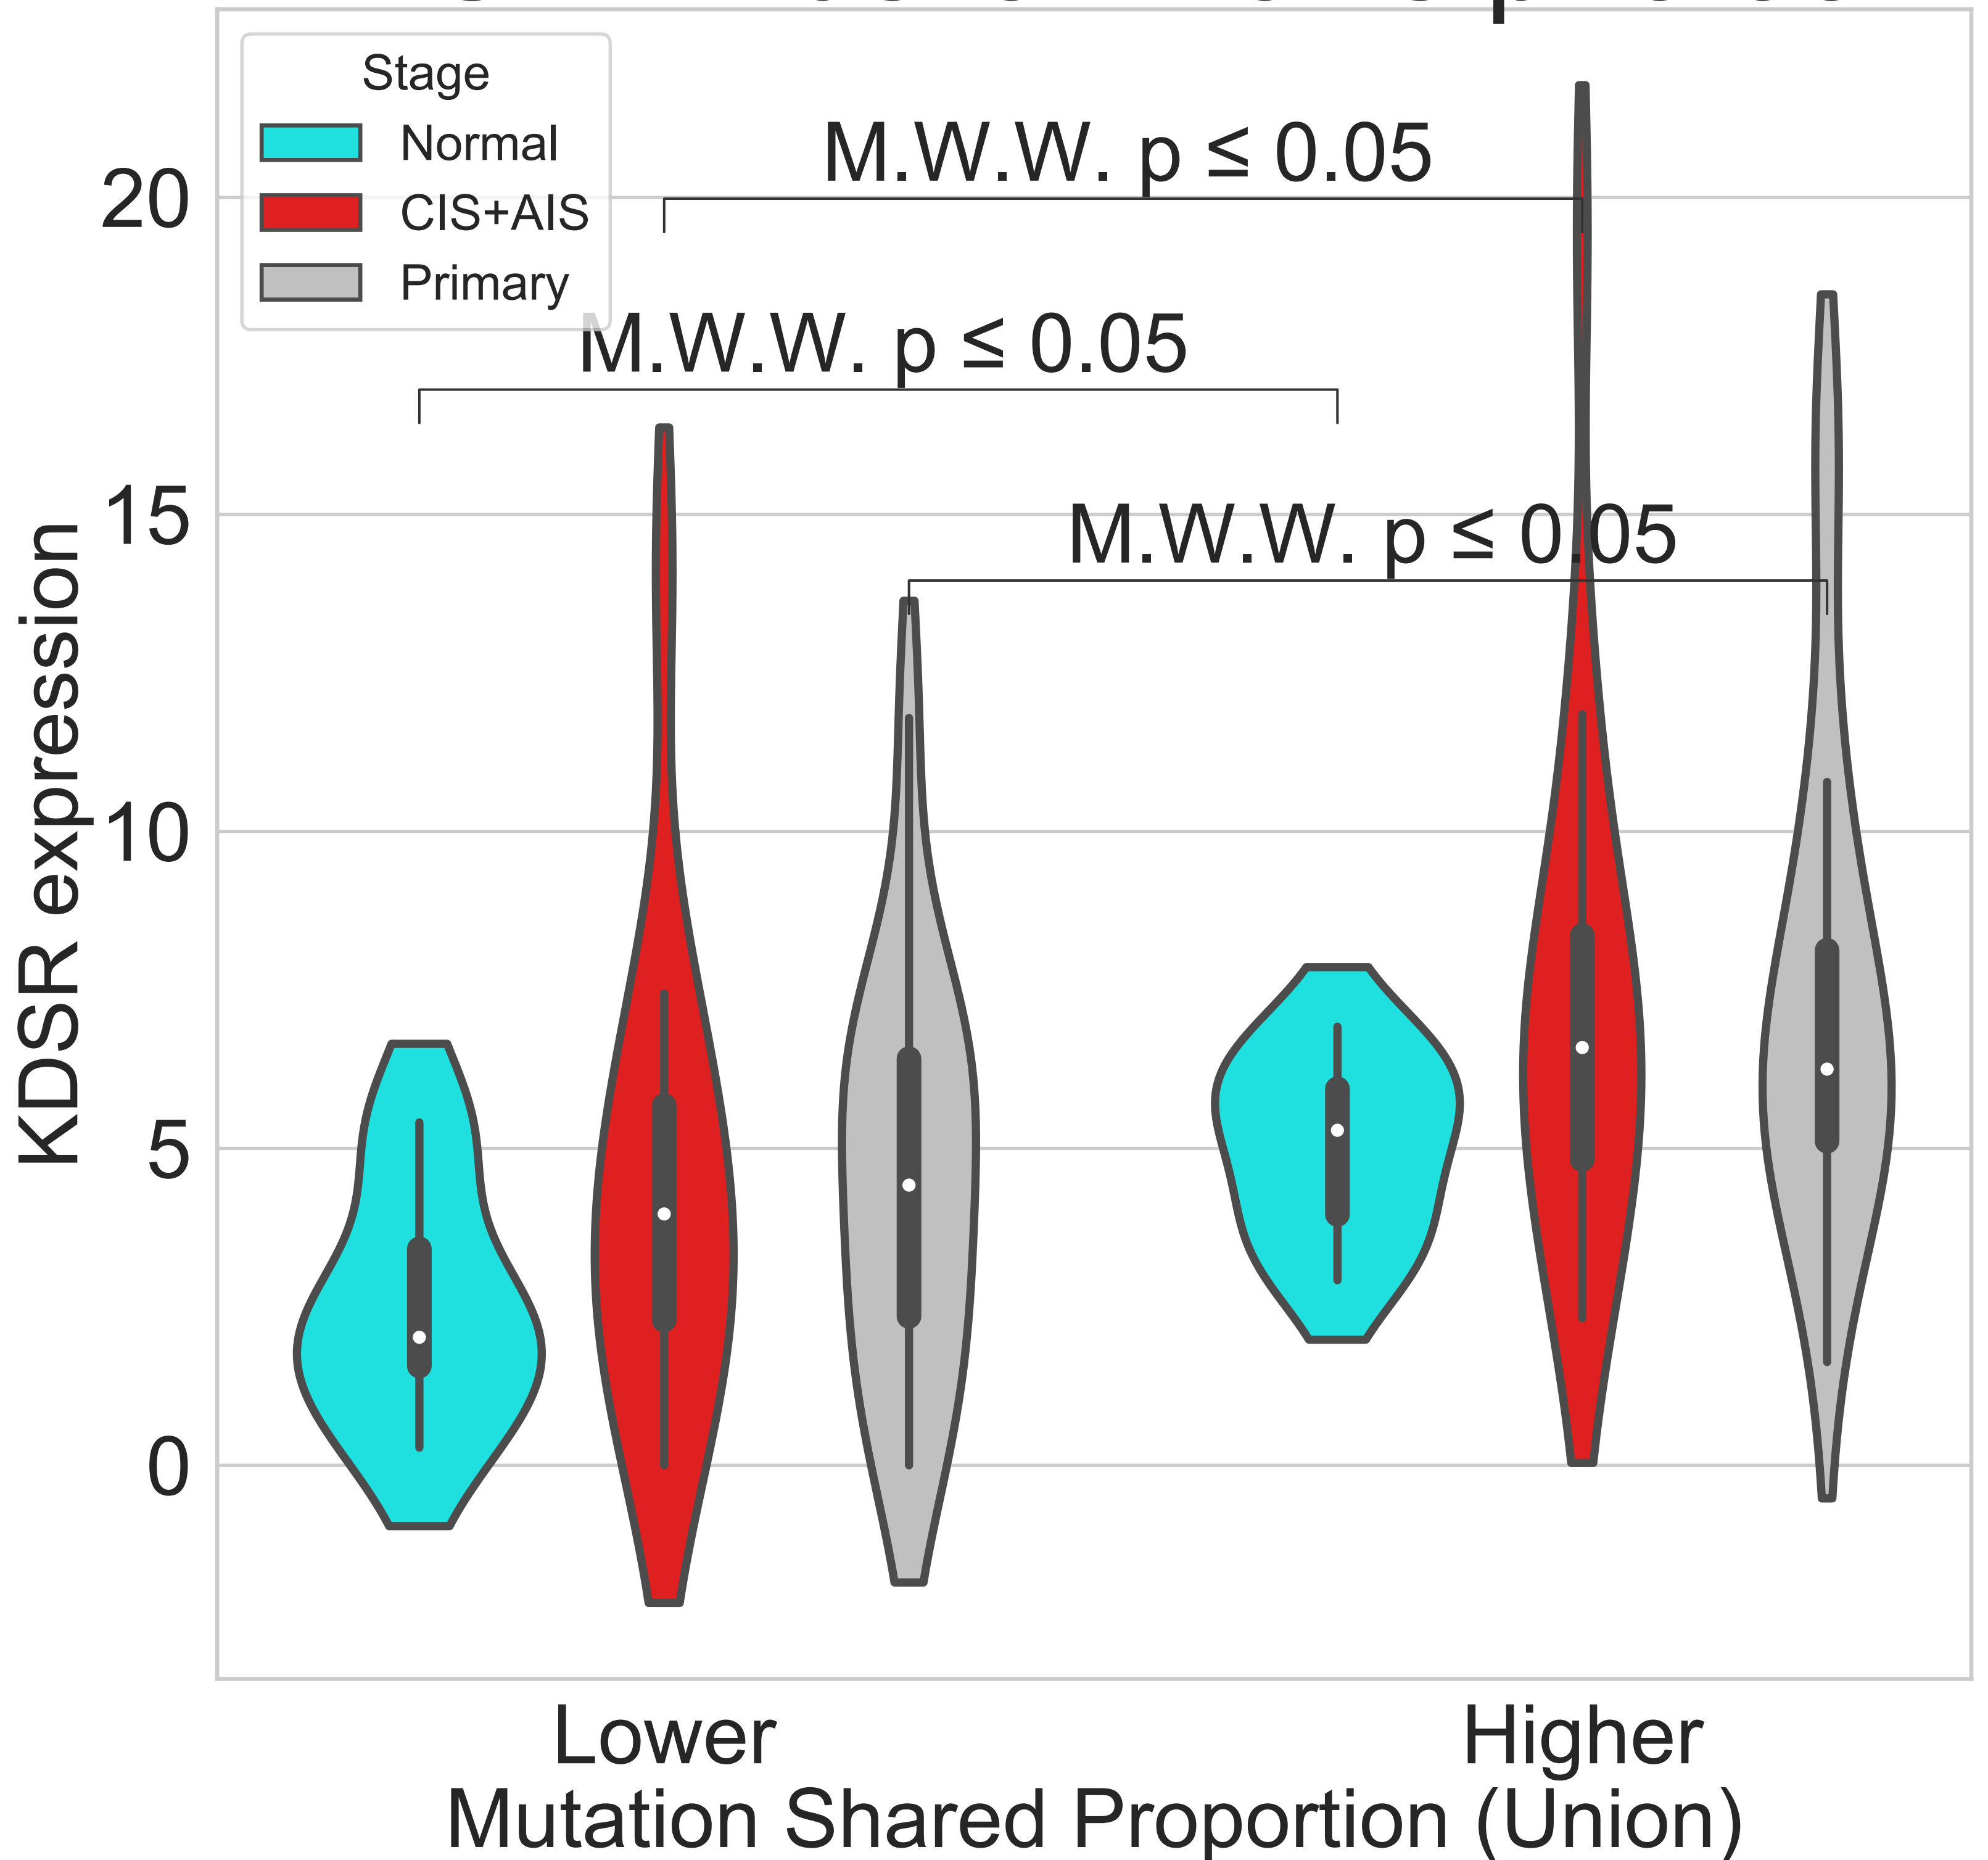 Stage
Normal
CIS+AIS
Primary
M.W.W. p ≤ 0.05
M.W.W. p ≤ 0.05
M.W.W. p ≤ 0.05
20
15
10
5
0
KDSR expression
Lower
Higher
Mutation Shared Proportion (Union)